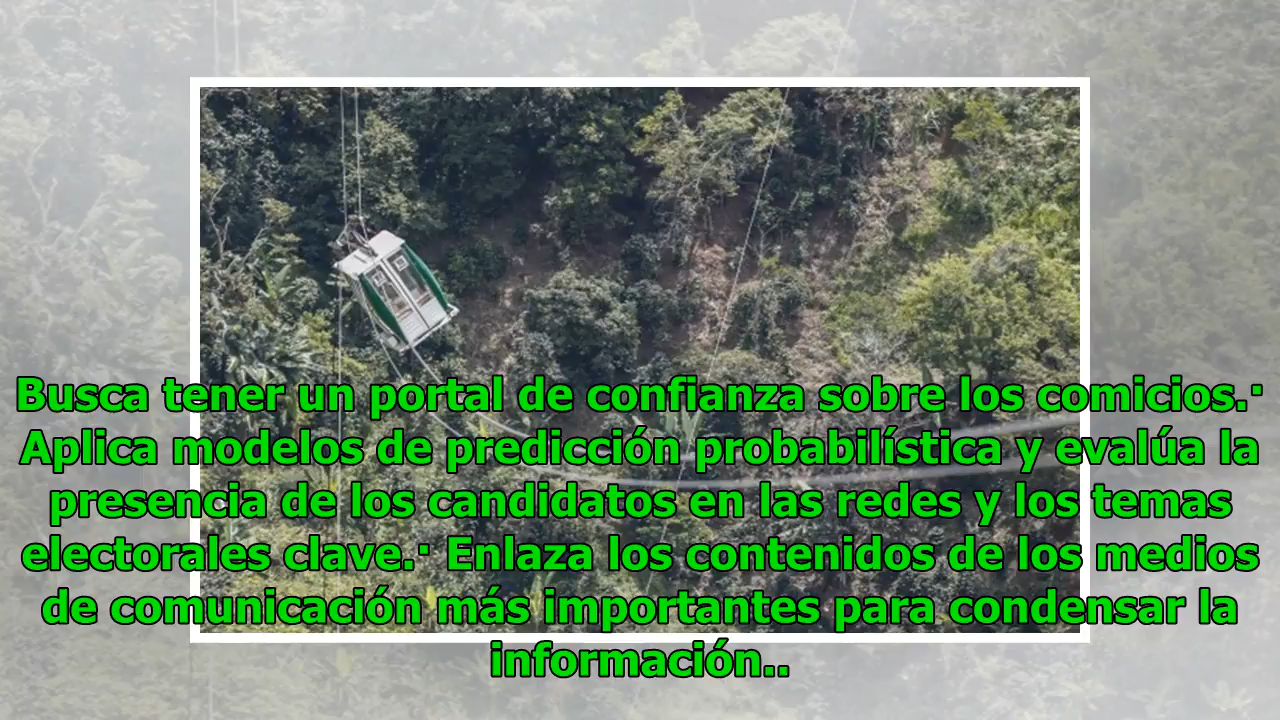 Busca tener un portal de confianza sobre los comicios.·
Aplica modelos de predicción probabilística y evalúa la
presencia de los candidatos en las redes y los temas
electorales clave.· Enlaza los contenidos de los medios
de comunicación más importantes para condensar la
información..